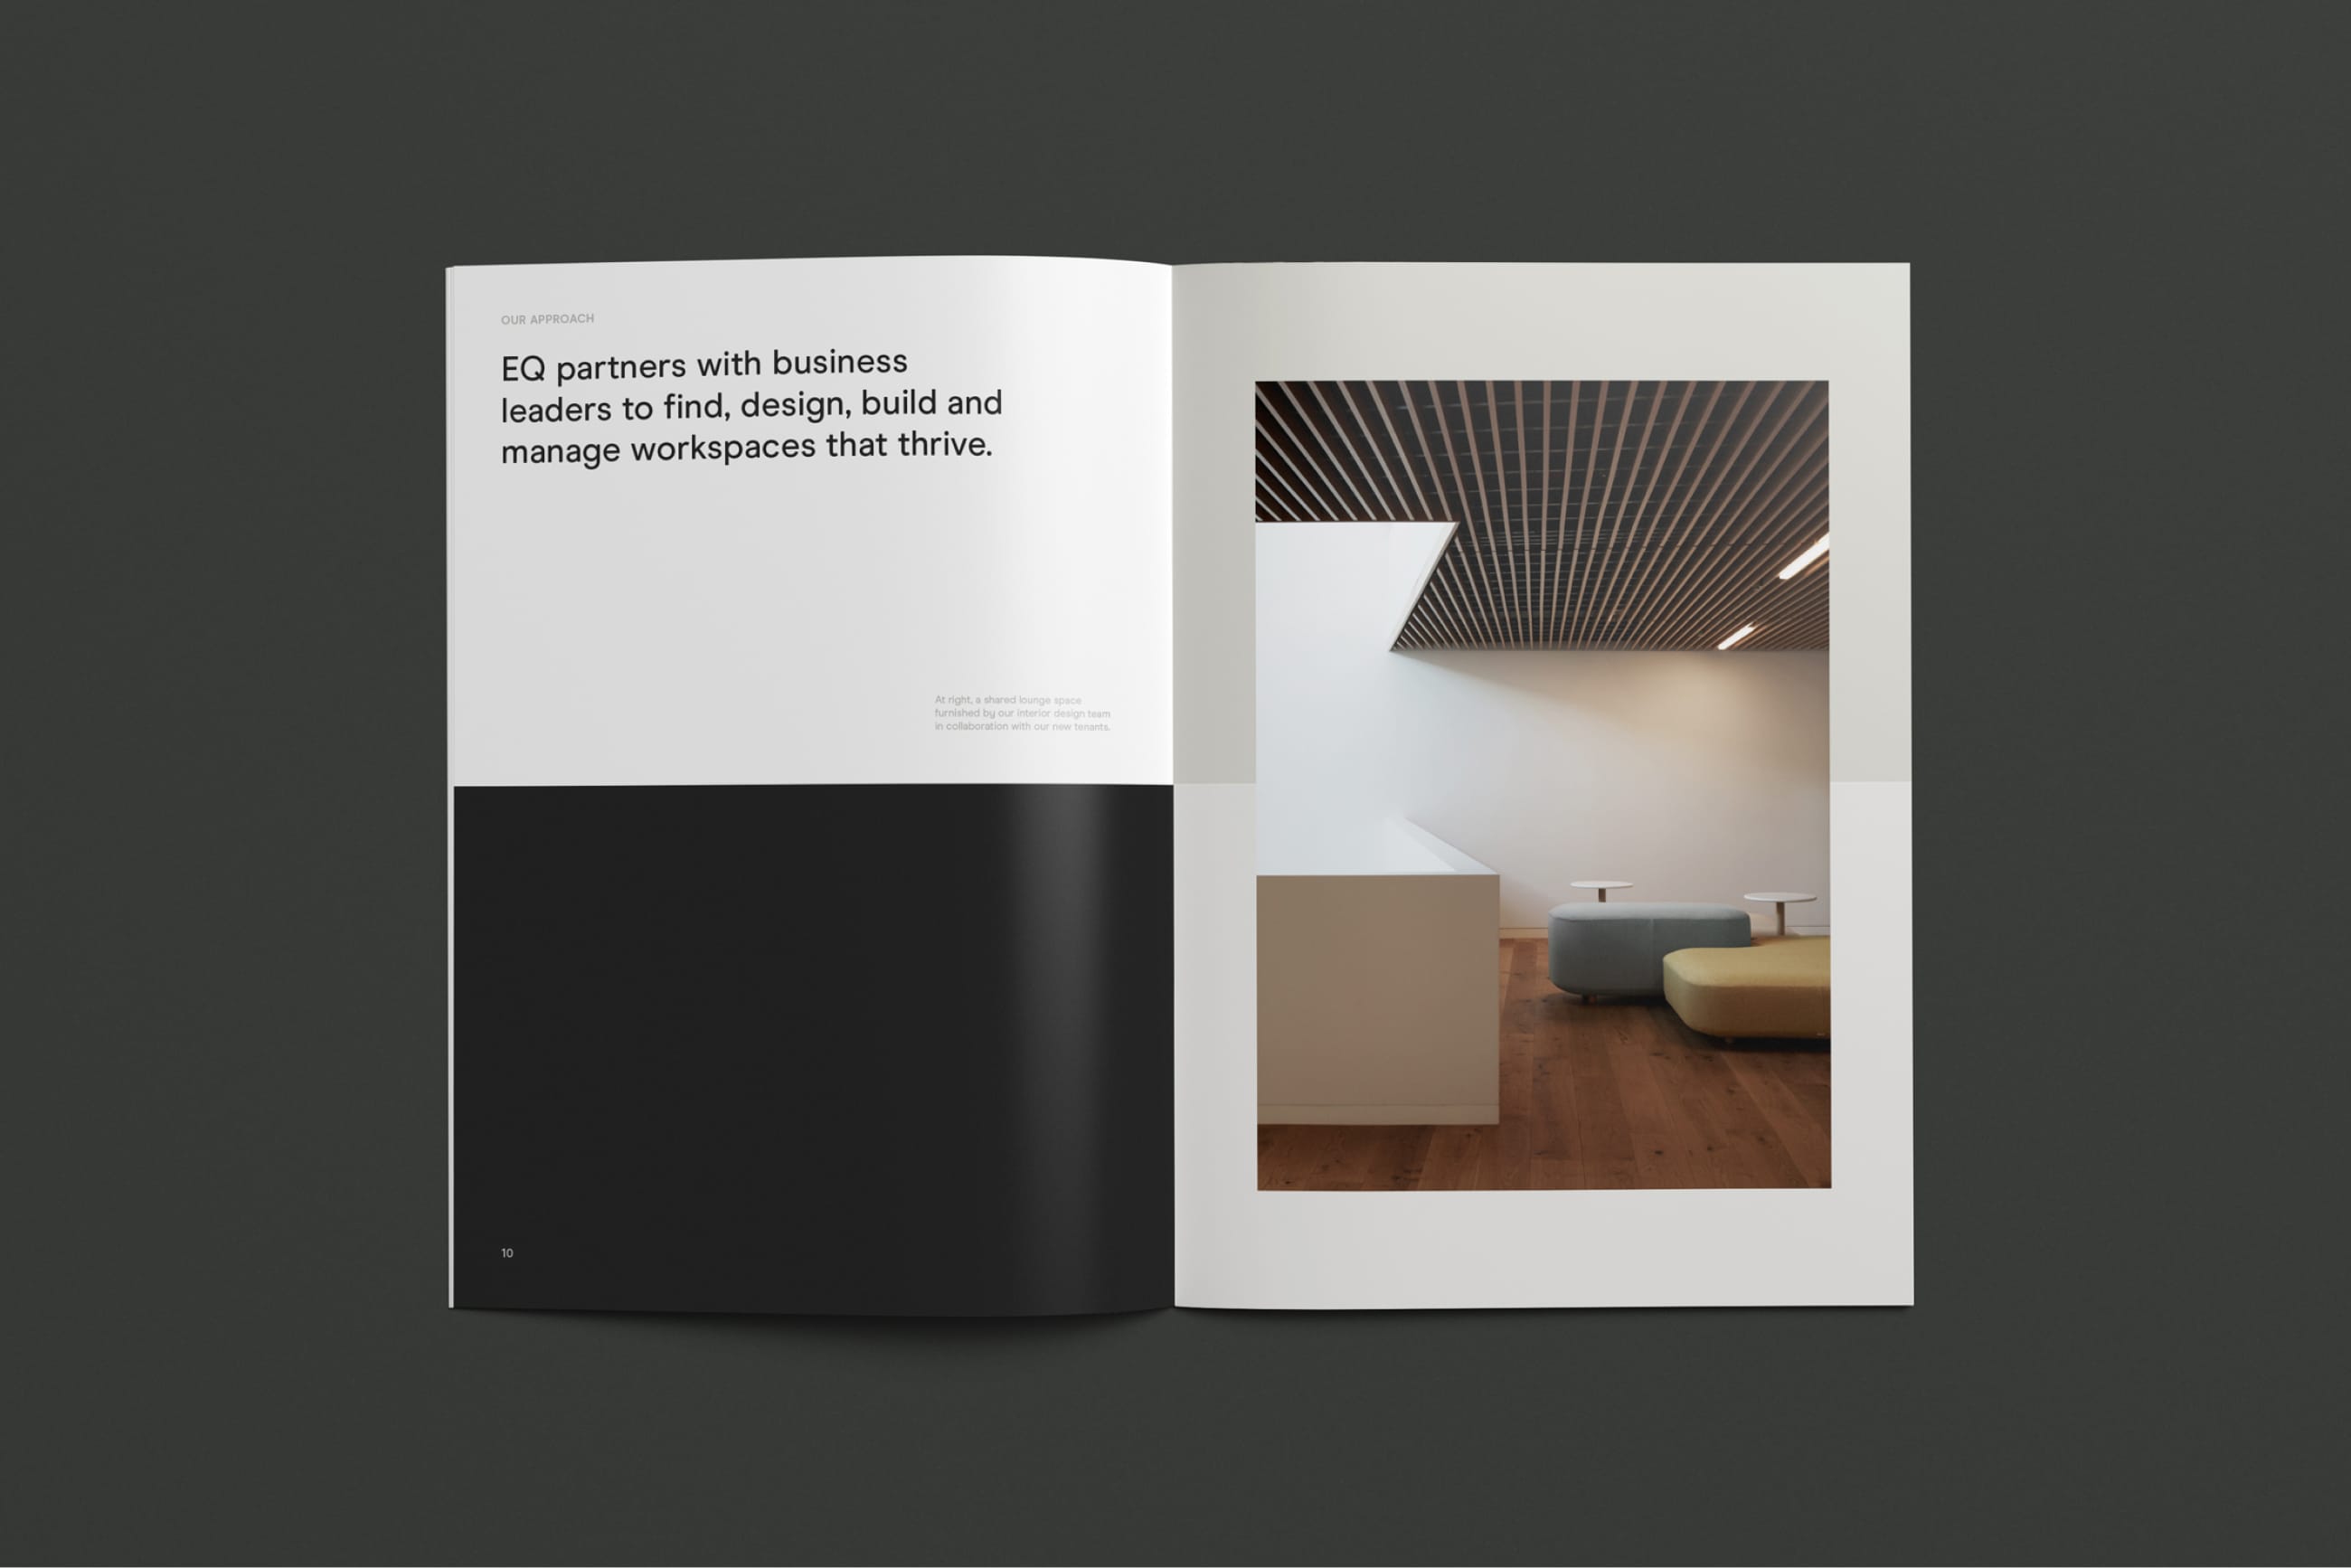 OUR APPROACH
EQ partners with business
leaders to find, design, build and
manage workspaces that thrive.
At right, a shared lounge space
furnished by our interior design team
in collaboration with our new tenants.
10